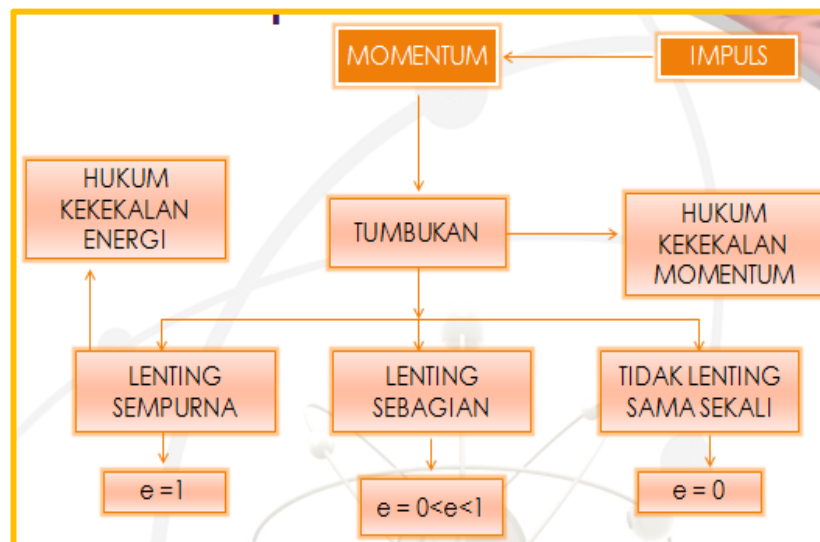 MOMENTUM
IMPULS
HUKUM
KEKEKALAN
ENERGI
TUMBUKAN
HUKUM
KEKEKALAN
MOMENTUM
LENTING
SEMPURNA
LENTING
SEBAGIAN
TIDAK LENTING
SAMA SEKALI
e =1
e = 0<e<1
e = 0